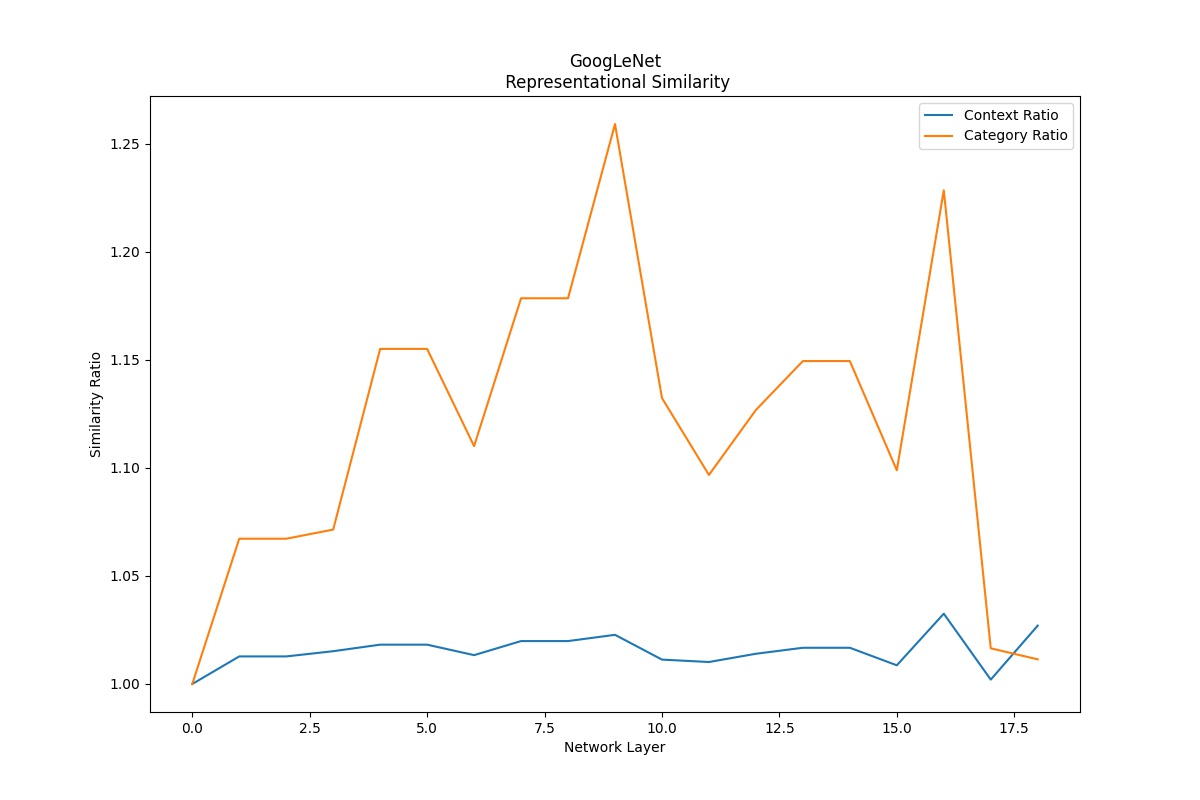 GoogLeNet
Representational Similarity
Context Ratio
Category Ratio
1.25
1.20
1.15
1.10
1.05
1.00
Similarity Ratio
0.0 2.5 5.0 7.5 10.0 12.5 15.0 17.5
Network Layer